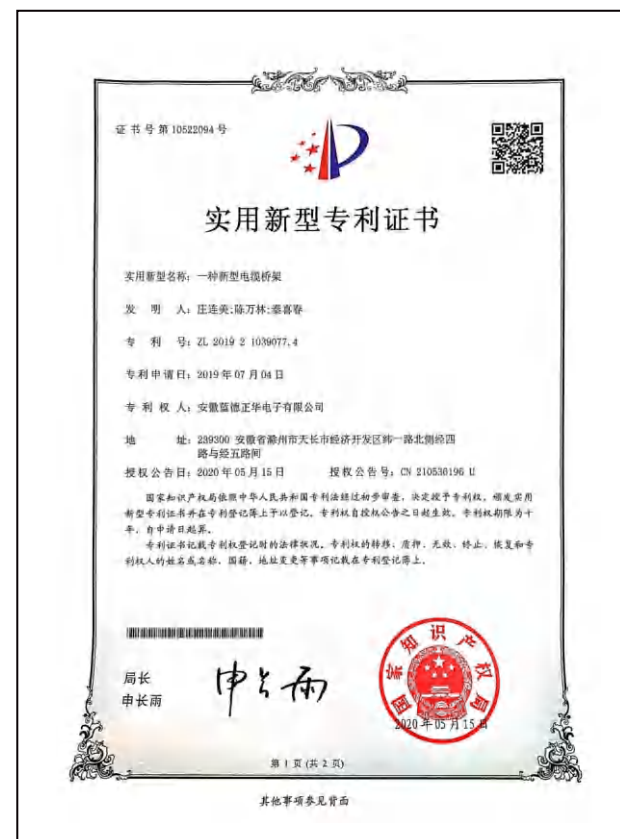 证书号第10522094号
实用新型专利证书
实用新型名称：一种新型电缆桥架
发 明 人：庄连美;陈万林;秦喜春
专 利 号：ZL 2019 2 1039077.4
专利申请日：2019年07月04日
专 利 权 人：安徽蓝德正华电子有限公司
地 址：239300 安徽省滁州市天长市经济开发区纬一路北侧经四
路与经五路间
授权公告日：2020年05月15日 授权公告号：CN 210530196 U
国家知识产权局依照中华人民共和国专利法经过初步审查，决定授予专利权，颁发实用
新型专利证书并在专利登记簿上予以登记。专利权自授权公告之日起生效。专利权期限为十
年，自申请日起算。
专利证书记载专利权登记时的法律状况。专利权的转移、质押、无效、终止、恢复和专
利权人的姓名或名称、国籍、地址变更等事项记载在专利登记簿上。
局长
申长雨
申长雨
国家知识产权局
2020年05月15日
第 1 页 (共 2 页)
其他事项参见背面